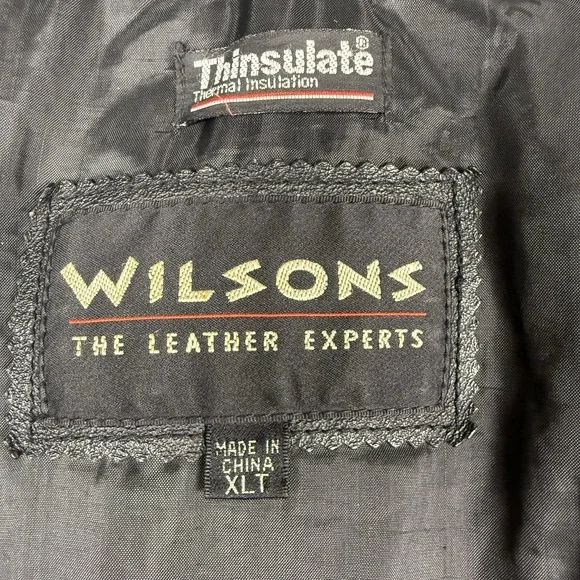 Thinsulate®
Thermal Insulation
WILSONS
THE LEATHER EXPERTS
MADE IN
CHINA
XLT